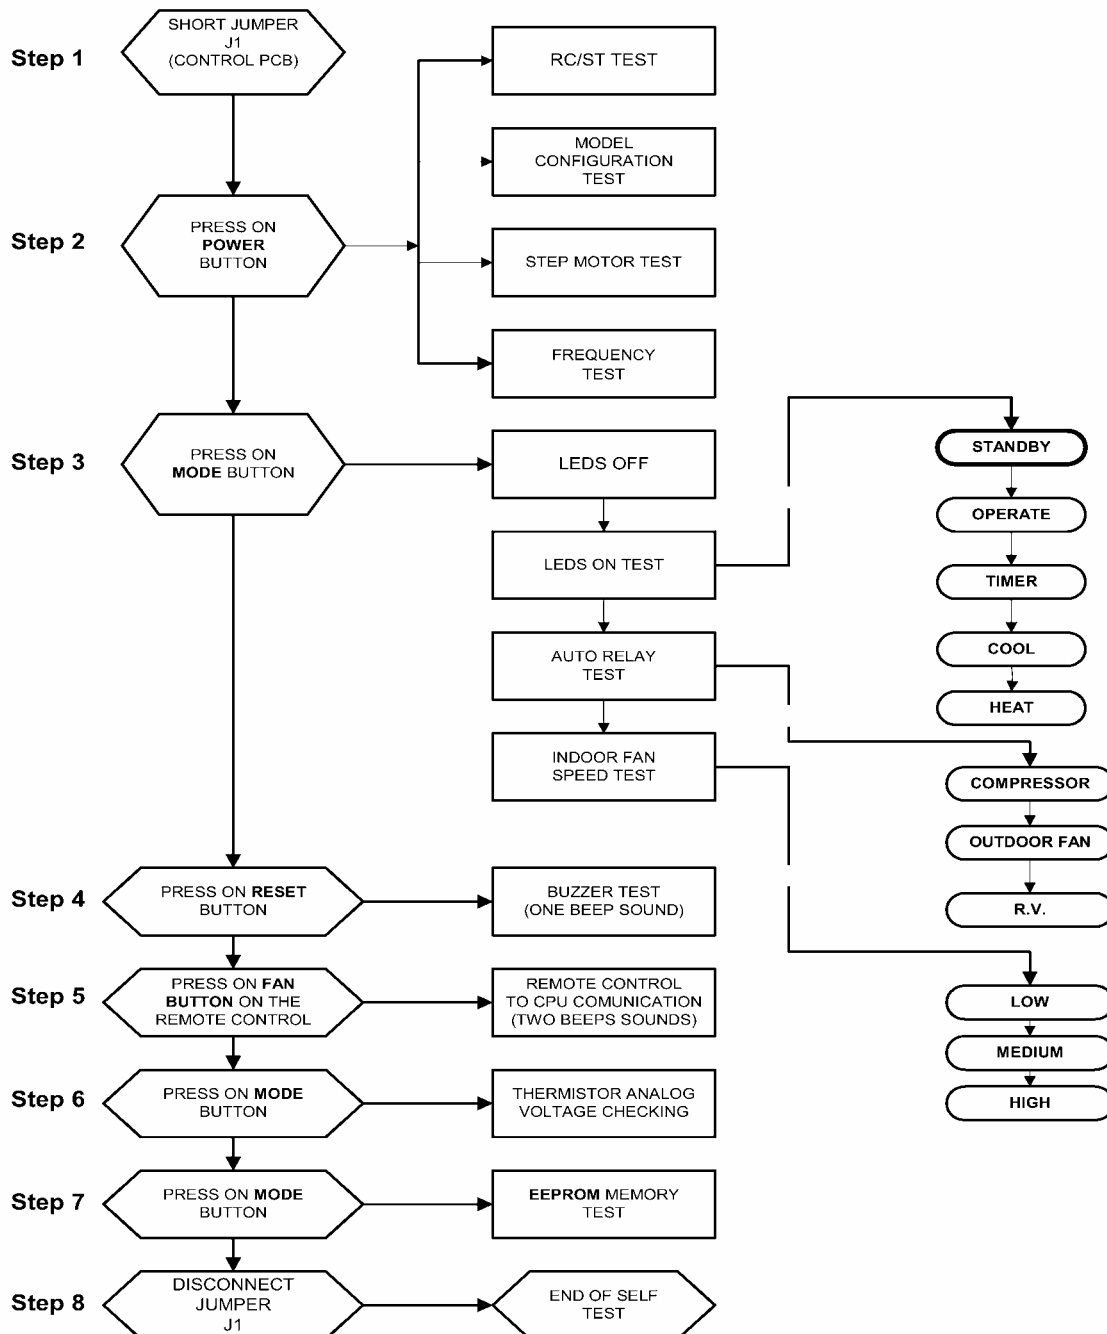 Step 1
SHORT JUMPER
J1
(CONTROL PCB)
RC/ST TEST
MODEL
CONFIGURATION
TEST
Step 2
PRESS ON
POWER
BUTTON
STEP MOTOR TEST
FREQUENCY
TEST
Step 3
PRESS ON
MODE BUTTON
LEDS OFF
LEDS ON TEST
AUTO RELAY
TEST
INDOOR FAN
SPEED TEST
STANDBY
OPERATE
TIMER
COOL
HEAT
COMPRESSOR
OUTDOOR FAN
R.V.
LOW
MEDIUM
HIGH
Step 4
PRESS ON RESET
BUTTON
BUZZER TEST
(ONE BEEP SOUND)
Step 5
PRESS ON FAN
BUTTON ON THE
REMOTE CONTROL
REMOTE CONTROL
TO CPU COMUNICATION
(TWO BEEPS SOUNDS)
Step 6
PRESS ON MODE
BUTTON
THERMISTOR ANALOG
VOLTAGE CHECKING
Step 7
PRESS ON MODE
BUTTON
EEPROM MEMORY
TEST
Step 8
DISCONNECT
JUMPER
J1
END OF SELF
TEST